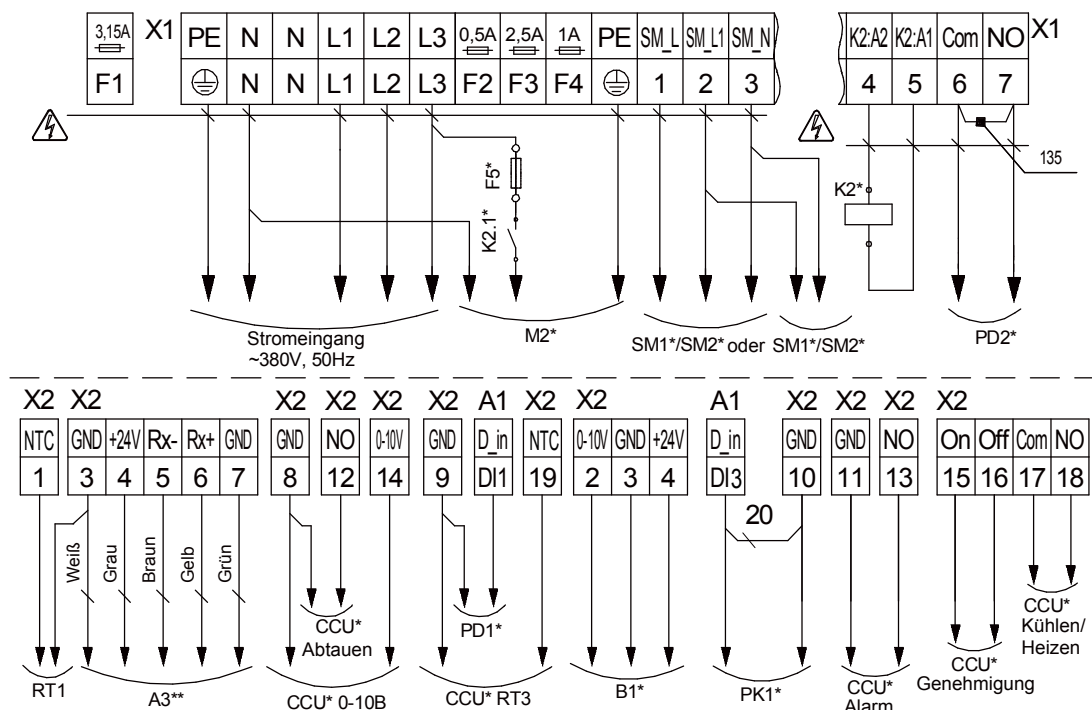 3,15A X1 PE N N L1 L2 L3 0,5A 2,5A 1A PE SM_L SM_L1 SM_N K2:A2 K2:A1 Com NO X1
F1 N N L1 L2 L3 F2 F3 F4 1 2 3 4 5 6 7
135
F5*
K2*
K2.1*
Stromeingang
~380V, 50Hz
M2*
SM1*/SM2* oder SM1*/SM2*
PD2*
X2 X2 X2 X2 X2 X2 A1 X2 X2 A1 X2 X2 X2 X2
NTC GND +24V Rx- Rx+ GND GND NO 0-10V GND D_in NTC 0-10V GND +24V D_in GND GND NO On Off Com NO
1 3 4 5 6 7 8 12 14 9 DI1 19 2 3 4 DI3 10 11 13 15 16 17 18
20
Weiß Grau Braun Gelb Grün
CCU*
Abtauen
PD1*
CCU*
Kühlen/
Heizen
RT1
A3**
CCU* 0-10B
CCU* RT3
B1*
PK1*
CCU*
Alarm
CCU*
Genehmigung